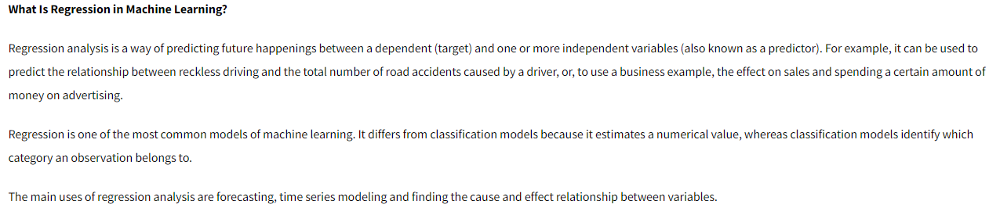 What Is Regression in Machine Learning?
Regression analysis is a way of predicting future happenings between a dependent (target) and one or more independent variables (also known as a predictor). For example, it can be used to
predict the relationship between reckless driving and the total number of road accidents caused by a driver, or, to use a business example, the effect on sales and spending a certain amount of
money on advertising.
Regression is one of the most common models of machine learning. It differs from classification models because it estimates a numerical value, whereas classification models identify which
category an observation belongs to.
The main uses of regression analysis are forecasting, time series modeling and finding the cause and effect relationship between variables.